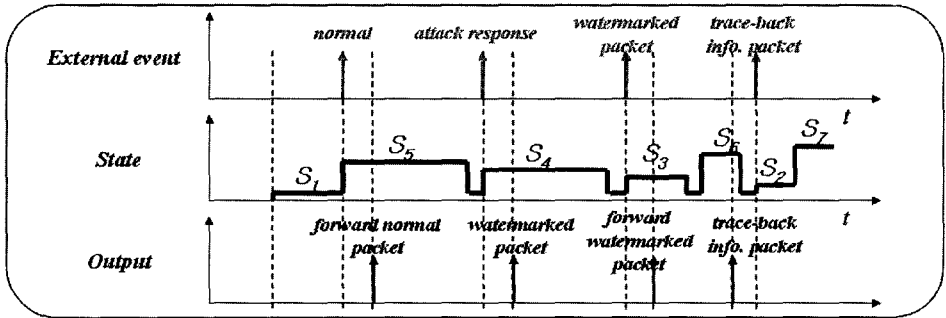 normal
attack response
watermarked
packet
trace-back
info. packet
External event
t
State
S1
S5
S4
S3
S6
S2
S7
t
forward normal
packet
watermarked
packet
forward
watermarked
packet
trace-back
info. packet
Output